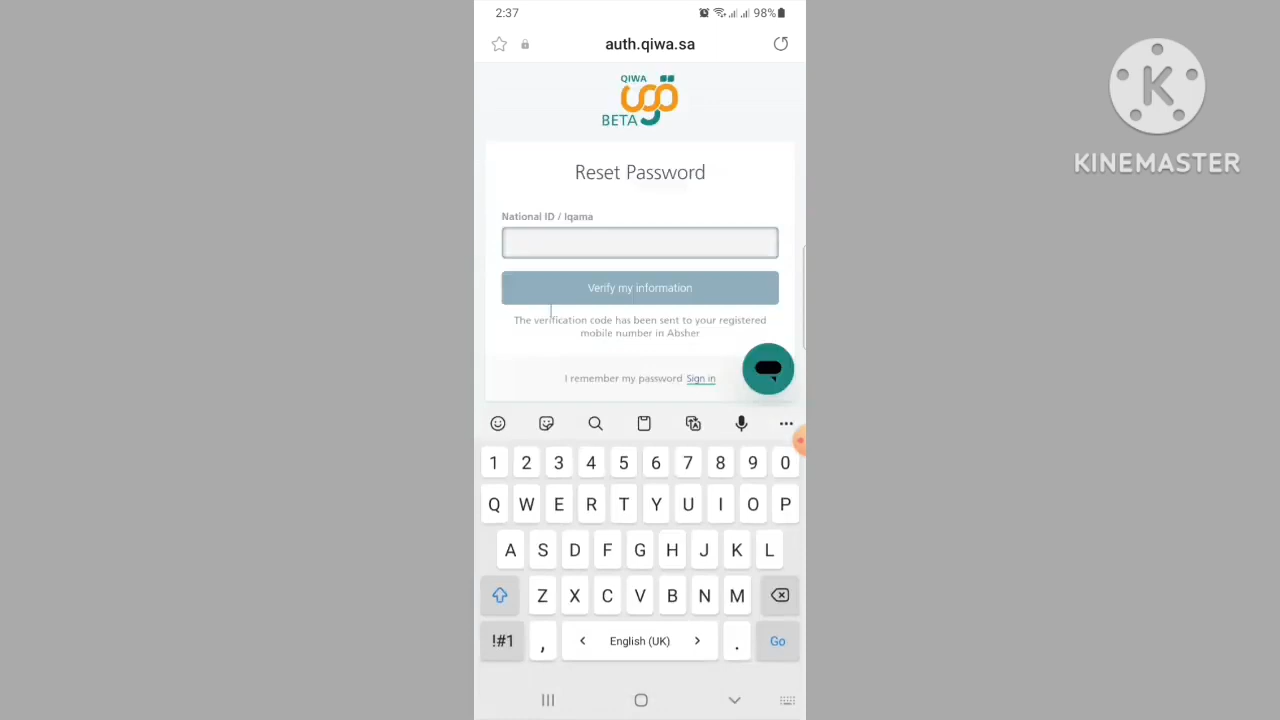 2:37
98%
auth.qiwa.sa
QIWA
قوى
BETA
K
KINEMASTER
Reset Password
National ID / Iqama
Verify my information
The verification code has been sent to your registered
mobile number in Absher
I remember my password Sign in
1 2 3 4 5 6 7 8 9 0
Q W E R T Y U I O P
A S D F G H J K L
Z X C V B N M
!#1 , < English (UK) > . Go